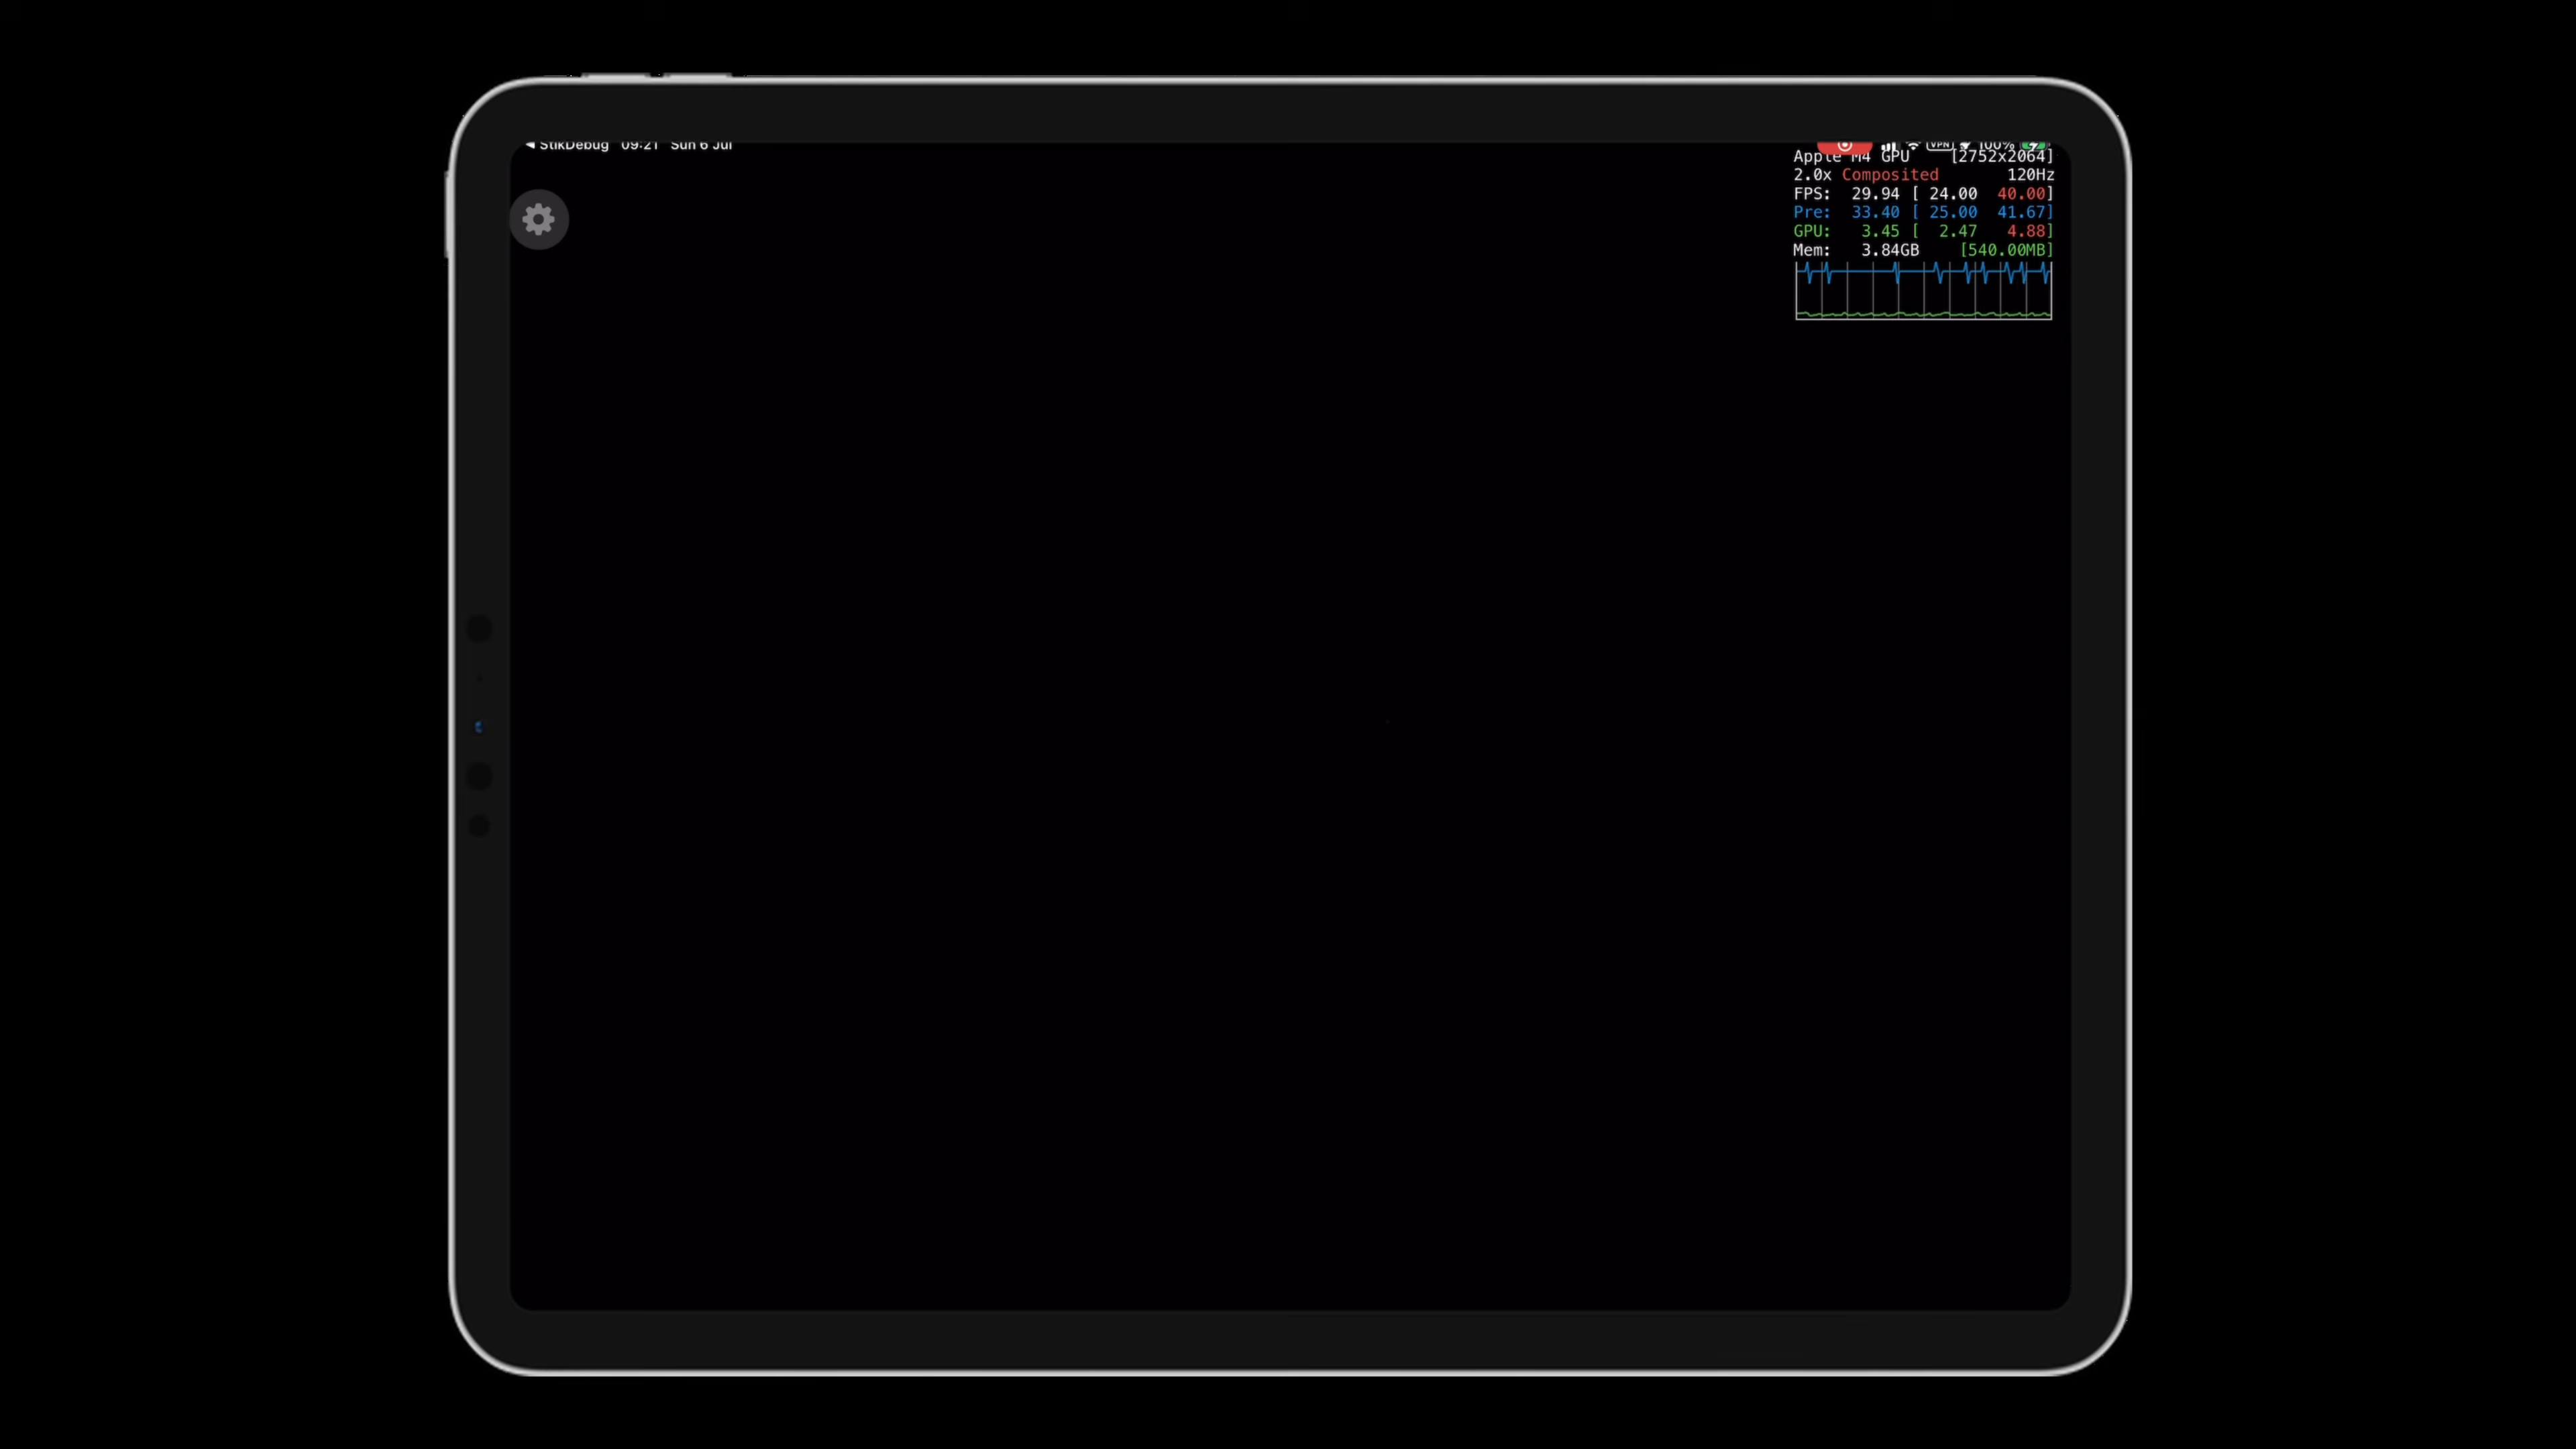 ◀ StikDebug 09:21 Sun 6 Jul
VPN 100%
Apple M4 GPU [2752x2064]
2.0x Composited 120Hz
FPS: 29.94 [ 24.00 40.00]
Pre: 33.40 [ 25.00 41.67]
GPU: 3.45 [ 2.47 4.88]
Mem: 3.84GB [540.00MB]